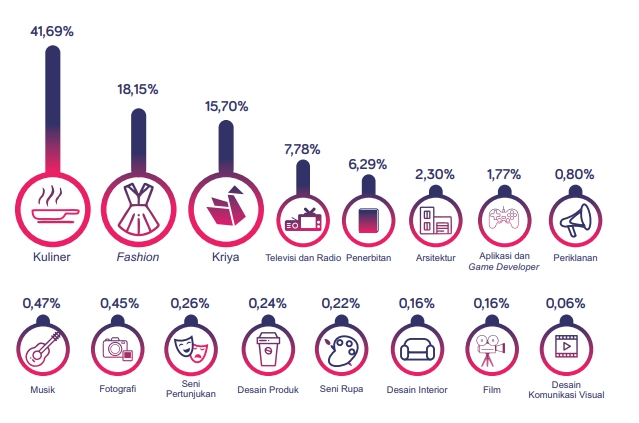 41,69%
18,15%
15,70%
7,78%
6,29%
2,30%
1,77%
0,80%
Kuliner
Fashion
Kriya
Televisi dan Radio
Penerbitan
Arsitektur
Aplikasi dan
Game Developer
Periklanan
0,47%
0,45%
0,26%
0,24%
0,22%
0,16%
0,16%
0,06%
Musik
Fotografi
Seni
Pertunjukan
Desain Produk
Seni Rupa
Desain Interior
Film
Desain
Komunikasi Visual